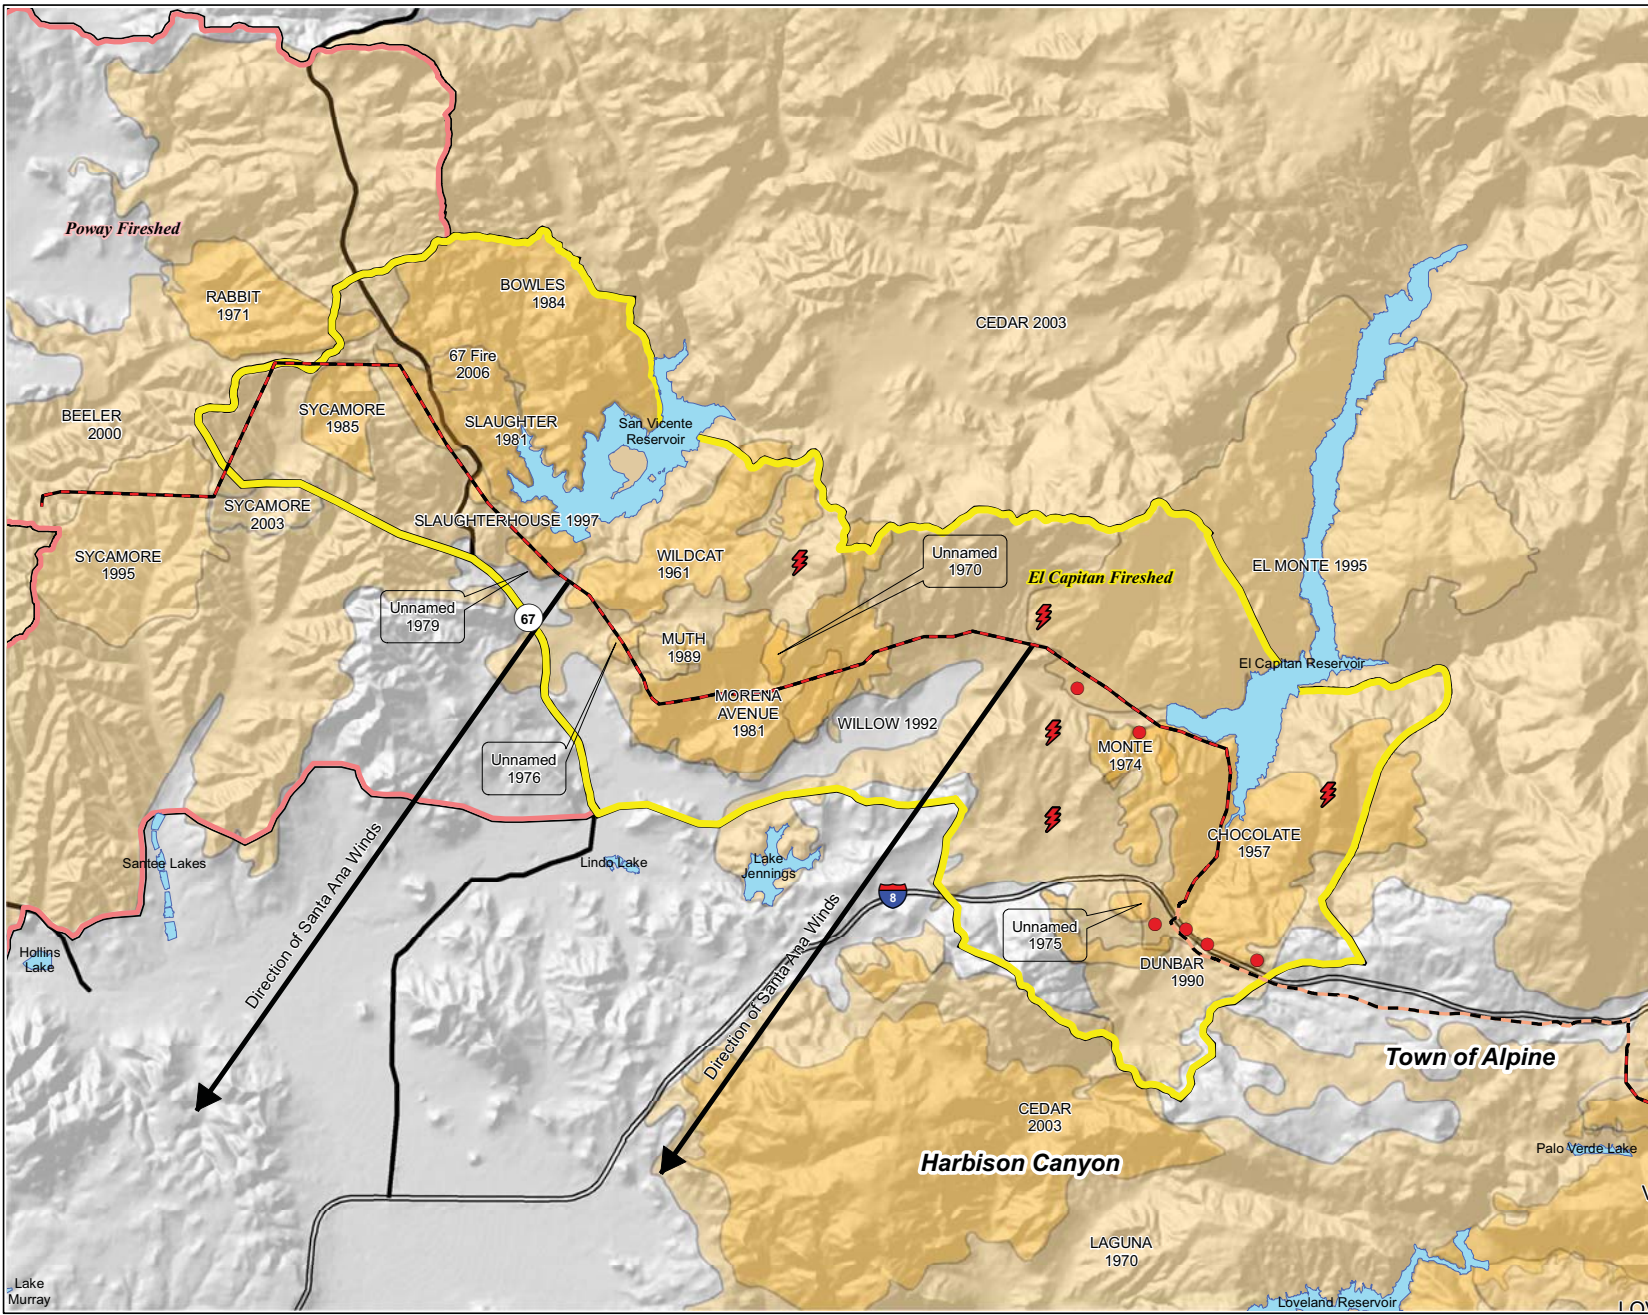 Poway Fireshed
RABBIT
1971
BOWLES
1984
CEDAR 2003
67 Fire
2006
BEELER
2000
SYCAMORE
1985
SLAUGHTER
1981
San Vicente
Reservoir
SYCAMORE
2003
SLAUGHTERHOUSE 1997
SYCAMORE
1995
WILDCAT
1961
Unnamed
1970
El Capitan Fireshed
EL MONTE 1995
Unnamed
1979
67
MUTH
1989
El Capitan Reservoir
MORENA
AVENUE
1981
WILLOW 1992
Unnamed
1976
MONTE
1974
CHOCOLATE
1957
Santee Lakes
Lindo Lake
Lake
Jennings
8
Direction of Santa Ana Winds
Direction of Santa Ana Winds
Unnamed
1975
Hollins
Lake
DUNBAR
1990
Town of Alpine
CEDAR
2003
Harbison Canyon
Palo Verde Lake
LAGUNA
1970
Lake
Murray
Loveland Reservoir